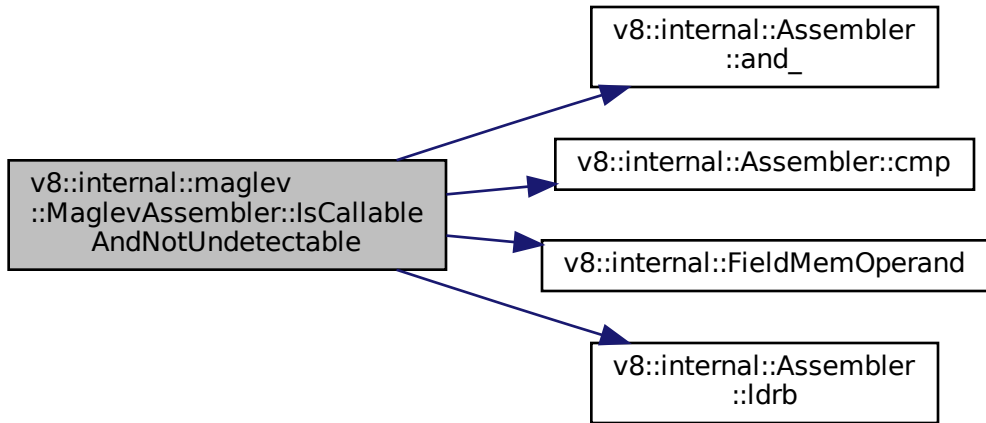 v8::internal::maglev
::MaglevAssembler::IsCallable
AndNotUndetectable
v8::internal::Assembler
::and_
v8::internal::Assembler::cmp
v8::internal::FieldMemOperand
v8::internal::Assembler
::ldrb